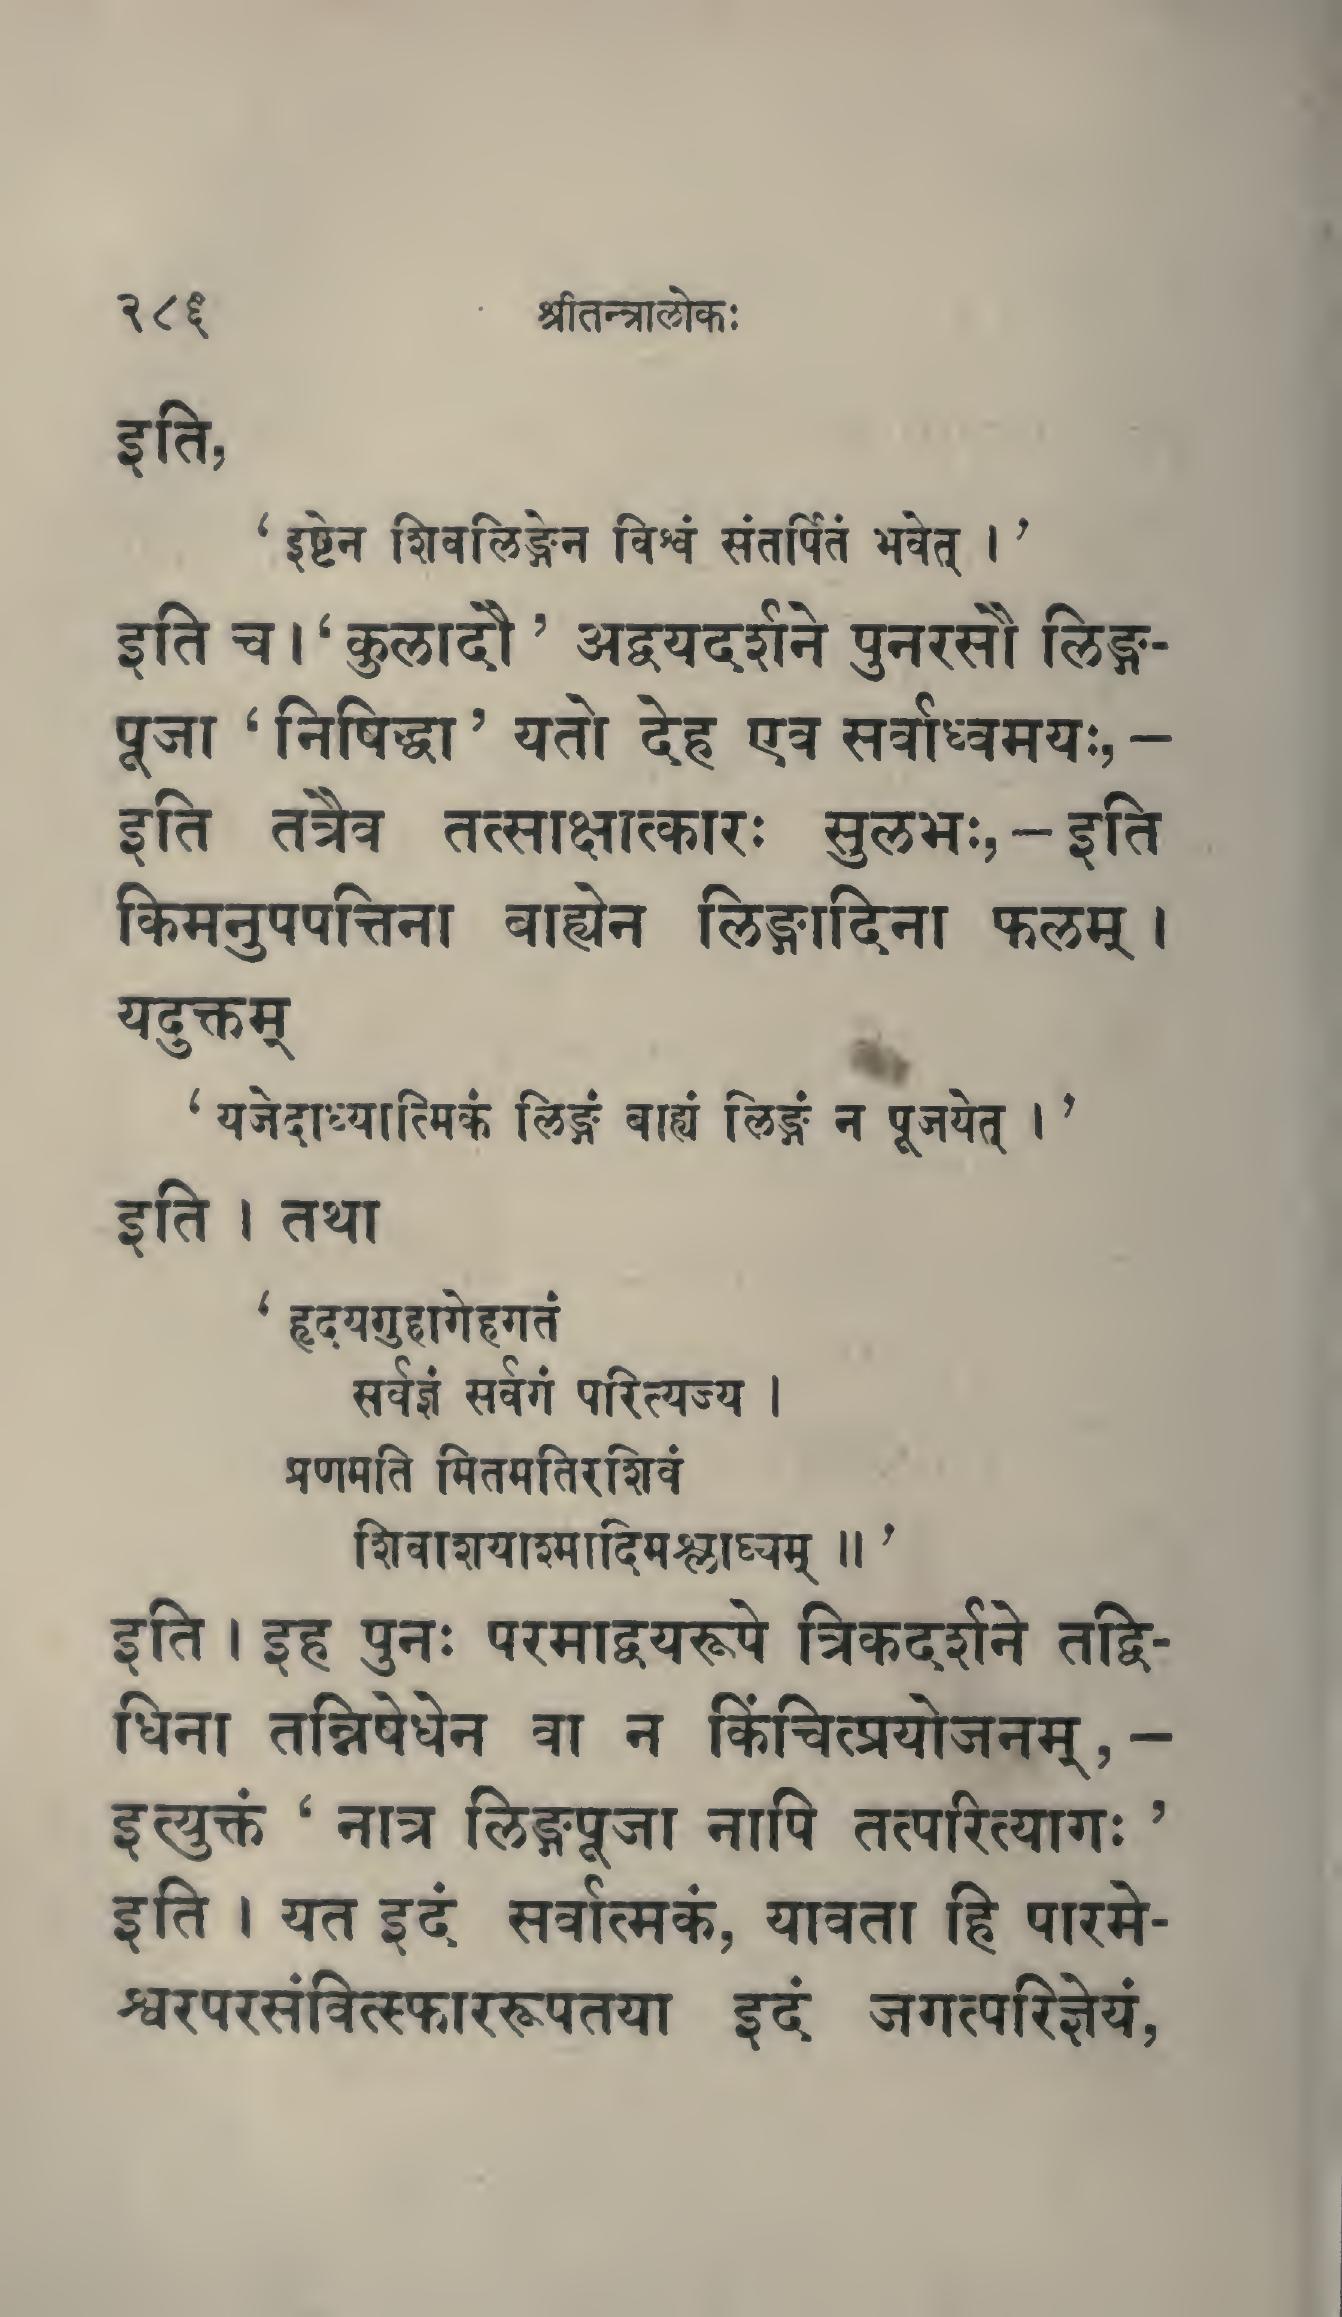 २८६ श्रीतन्त्रालोकः
इति,
‘ इष्टेन शिवलिङ्गेन विश्वं संतर्पितं भवेत् । ’
इति च । ‘ कुलादौ ’ अद्वयदर्शने पुनरसौ लिङ्ग-
पूजा ‘ निषिद्धा ’ यतो देह एव सर्वाध्वमयः, —
इति तत्रैव तत्साक्षात्कारः सुलभः, — इति
किमनुपपत्तिना बाह्येन लिङ्गादिना फलम् ।
यदुक्तम्
‘ यजेदाध्यात्मिकं लिङ्गं बाह्यं लिङ्गं न पूजयेत् । ’
इति । तथा
‘ हृदयगुहागेहगतं
सर्वज्ञं सर्वगं परित्यज्य ।
प्रणमति मितमतिरशिवं
शिवाशयाश्मादिमश्लाघ्यम् ॥ ’
इति । इह पुनः परमाद्वयरूपे त्रिकदर्शने तद्वि-
धिना तन्निषेधेन वा न किंचित्प्रयोजनम्, —
इत्युक्तं ‘ नात्र लिङ्गपूजा नापि तत्परित्यागः ’
इति । यत इदं सर्वात्मकं, यावता हि पारमे-
श्वरपरसंवित्स्फाररूपतया इदं जगत्परिज्ञेयं,